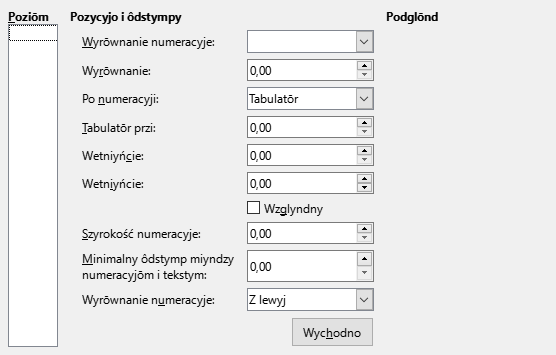 Poziōm
Pozycyjo i ôdstympy
Podglōnd
Wyrōwnanie numeracyje:
Wyrōwnanie:
0,00
Po numeracyji:
Tabulatōr
Tabulatōr przi:
0,00
Wetniyńcie:
0,00
Wetniyńcie:
0,00
Wzglyndny
Szyrokość numeracyje:
0,00
Minimalny ôdstymp miyndzy
numeracyjōm i tekstym:
0,00
Wyrōwnanie numeracyje:
Z lewyj
Wychodno